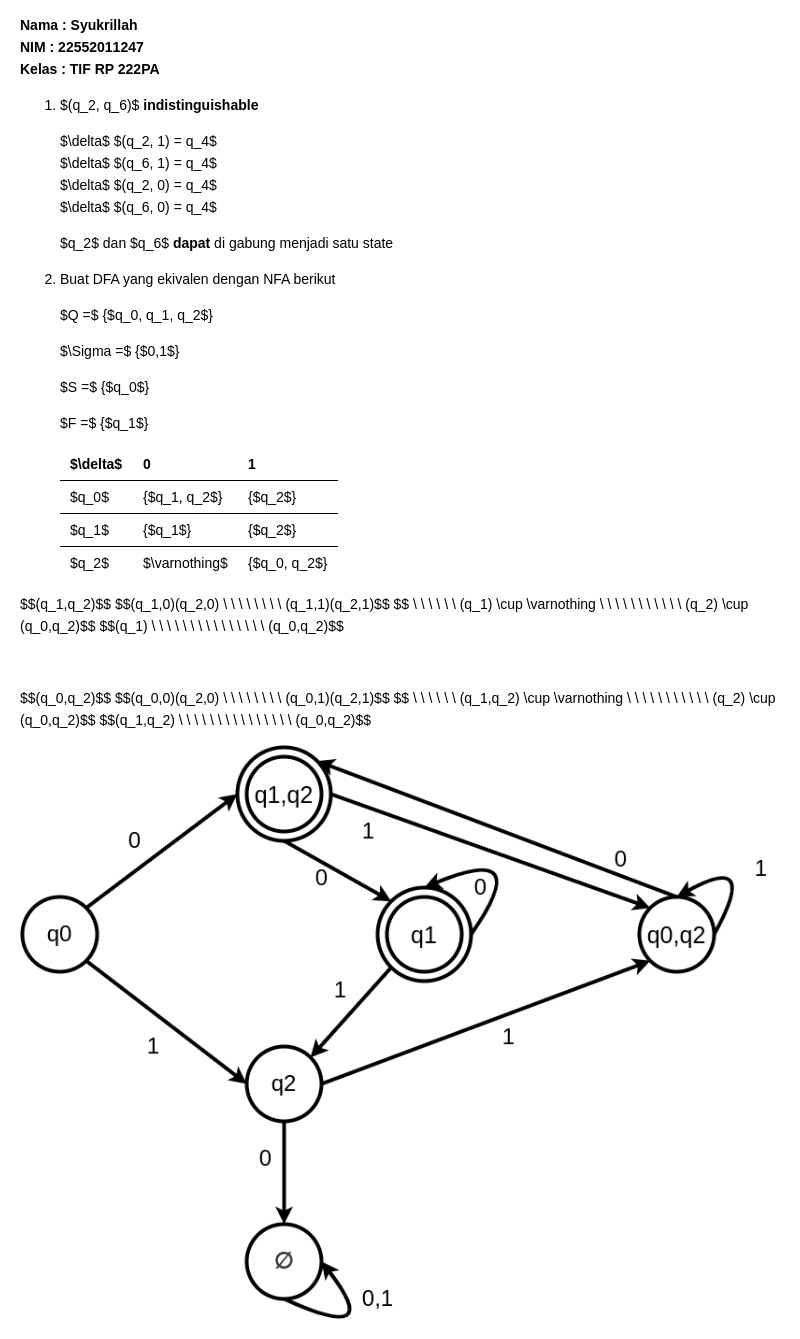 Nama : Syukrillah
NIM : 22552011247
Kelas : TIF RP 222PA
1. $(q_2, q_6)$ indistinguishable
$\delta$ $(q_2, 1) = q_4$
$\delta$ $(q_6, 1) = q_4$
$\delta$ $(q_2, 0) = q_4$
$\delta$ $(q_6, 0) = q_4$
$q_2$ dan $q_6$ dapat di gabung menjadi satu state
2. Buat DFA yang ekivalen dengan NFA berikut
$Q =$ {$q_0, q_1, q_2$}
$\Sigma =$ {$0,1$}
$S =$ {$q_0$}
$F =$ {$q_1$}
$\delta$ 0 1
$q_0$ {$q_1, q_2$} {$q_2$}
$q_1$ {$q_1$} {$q_2$}
$q_2$ $\varnothing$ {$q_0, q_2$}
$$(q_1,q_2)$$ $$(q_1,0)(q_2,0) \ \ \ \ \ \ \ \ (q_1,1)(q_2,1)$$ $$ \ \ \ \ \ \ (q_1) \cup \varnothing \ \ \ \ \ \ \ \ \ \ \ (q_2) \cup
(q_0,q_2)$$ $$(q_1) \ \ \ \ \ \ \ \ \ \ \ \ \ \ \ (q_0,q_2)$$
$$(q_0,q_2)$$ $$(q_0,0)(q_2,0) \ \ \ \ \ \ \ \ (q_0,1)(q_2,1)$$ $$ \ \ \ \ \ \ (q_1,q_2) \cup \varnothing \ \ \ \ \ \ \ \ \ \ \ (q_2) \cup
(q_0,q_2)$$ $$(q_1,q_2) \ \ \ \ \ \ \ \ \ \ \ \ \ \ \ (q_0,q_2)$$
q1,q2
1
0
0
0
1
0
q0
q1
q0,q2
1
1
1
q2
0
∅
0,1